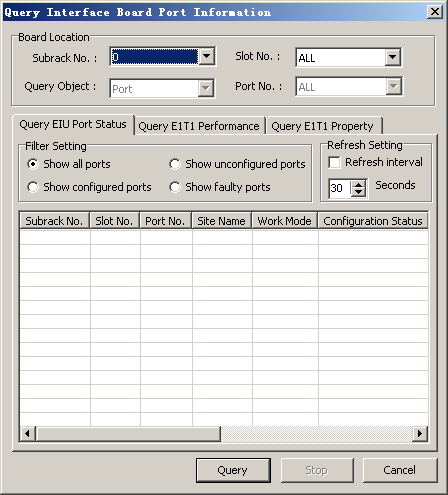 Query Interface Board Port Information
Board Location
Subrack No. : 0 Slot No. : ALL
Query Object : Port Port No. : ALL
Query EIU Port Status Query E1T1 Performance Query E1T1 Property
Filter Setting Refresh Setting
Show all ports Show unconfigured ports Refresh interval
Show configured ports Show faulty ports 30 Seconds
Subrack No. Slot No. Port No. Site Name Work Mode Configuration Status
Query Stop Cancel